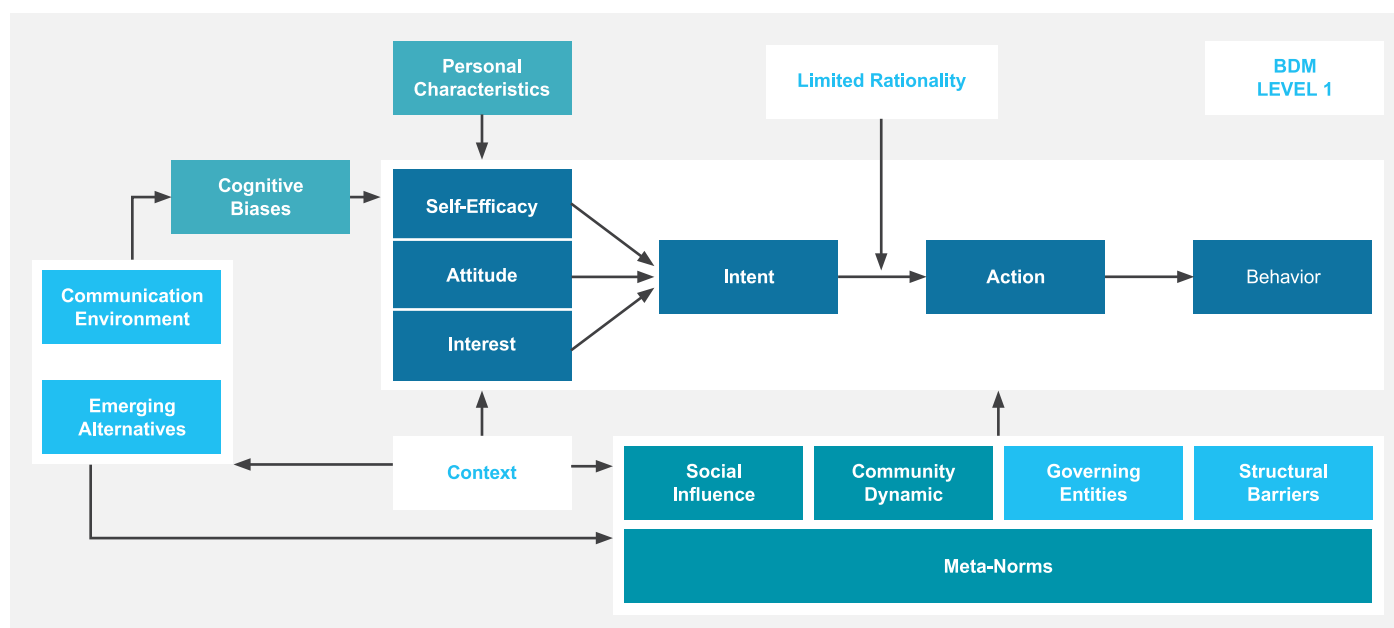 Personal
Characteristics
Limited Rationality
BDM
LEVEL 1
Cognitive
Biases
Self-Efficacy
Attitude
Interest
Intent
Action
Behavior
Communication
Environment
Emerging
Alternatives
Context
Social
Influence
Community
Dynamic
Governing
Entities
Structural
Barriers
Meta-Norms